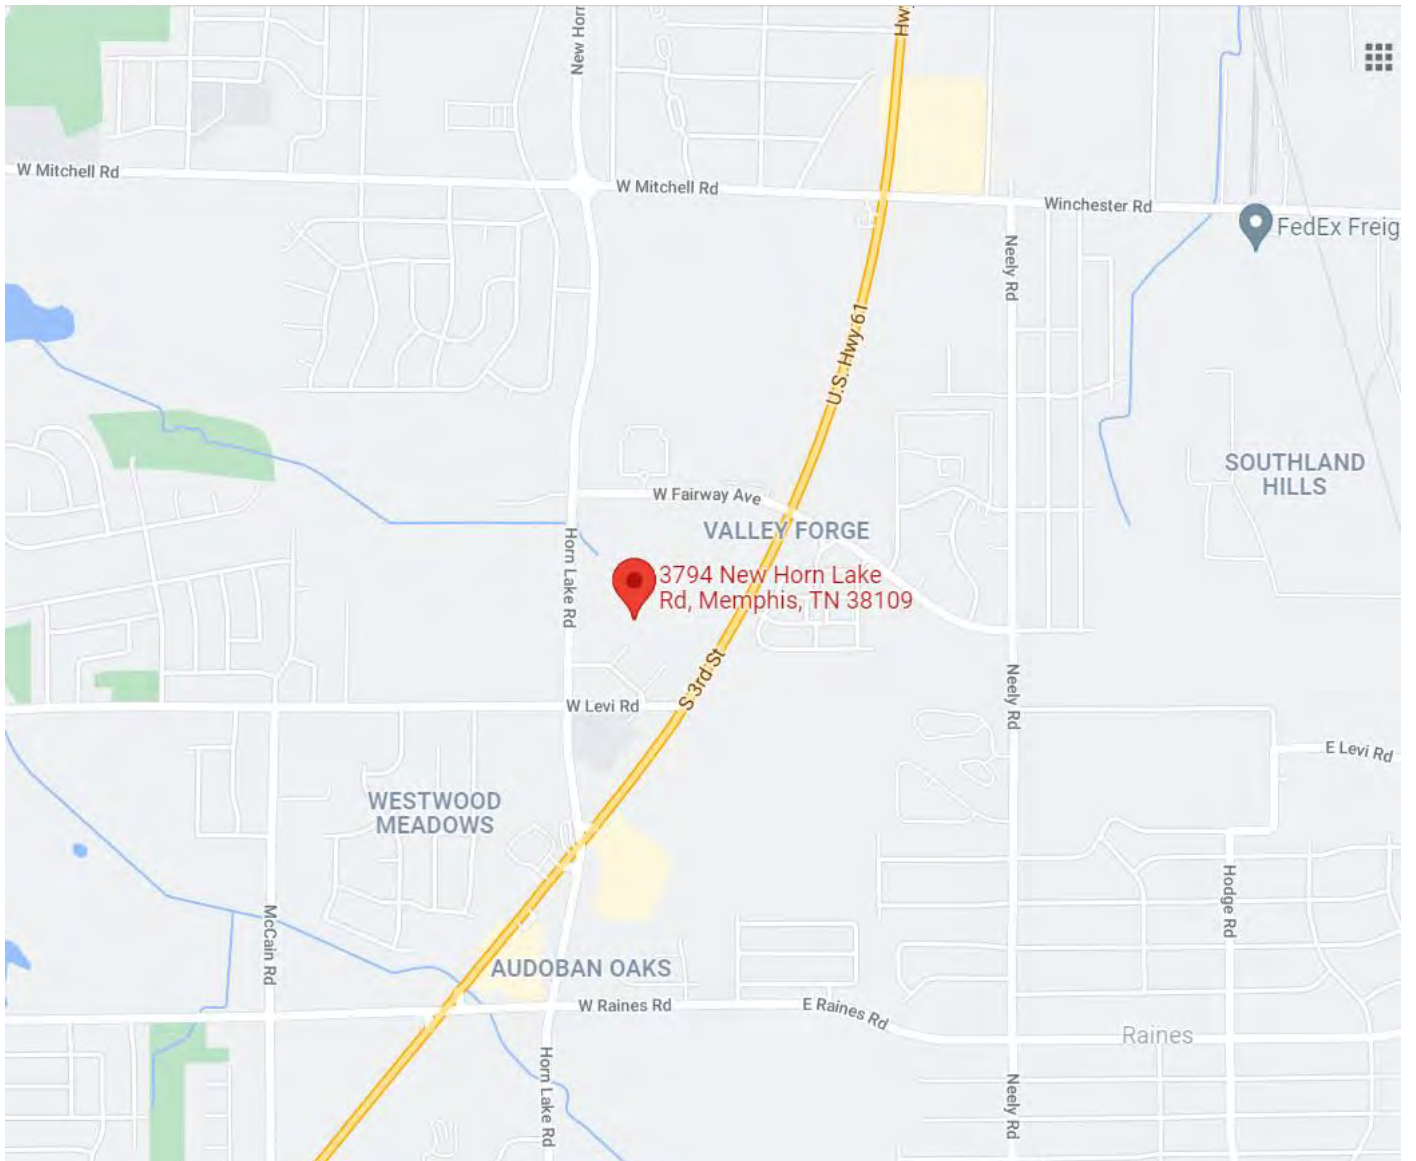 Hwy
New Hor
W Mitchell Rd
W Mitchell Rd
Winchester Rd
FedEx Freig
Neely Rd
U.S. Hwy 61
SOUTHLAND
HILLS
W Fairway Ave
VALLEY FORGE
Horn Lake Rd
3794 New Horn Lake
Rd, Memphis, TN 38109
S 3rd St
Neely Rd
W Levi Rd
E Levi Rd
WESTWOOD
MEADOWS
Hodge Rd
McCain Rd
AUDOBAN OAKS
W Raines Rd
E Raines Rd
Raines
Horn Lake Rd
Neely Rd